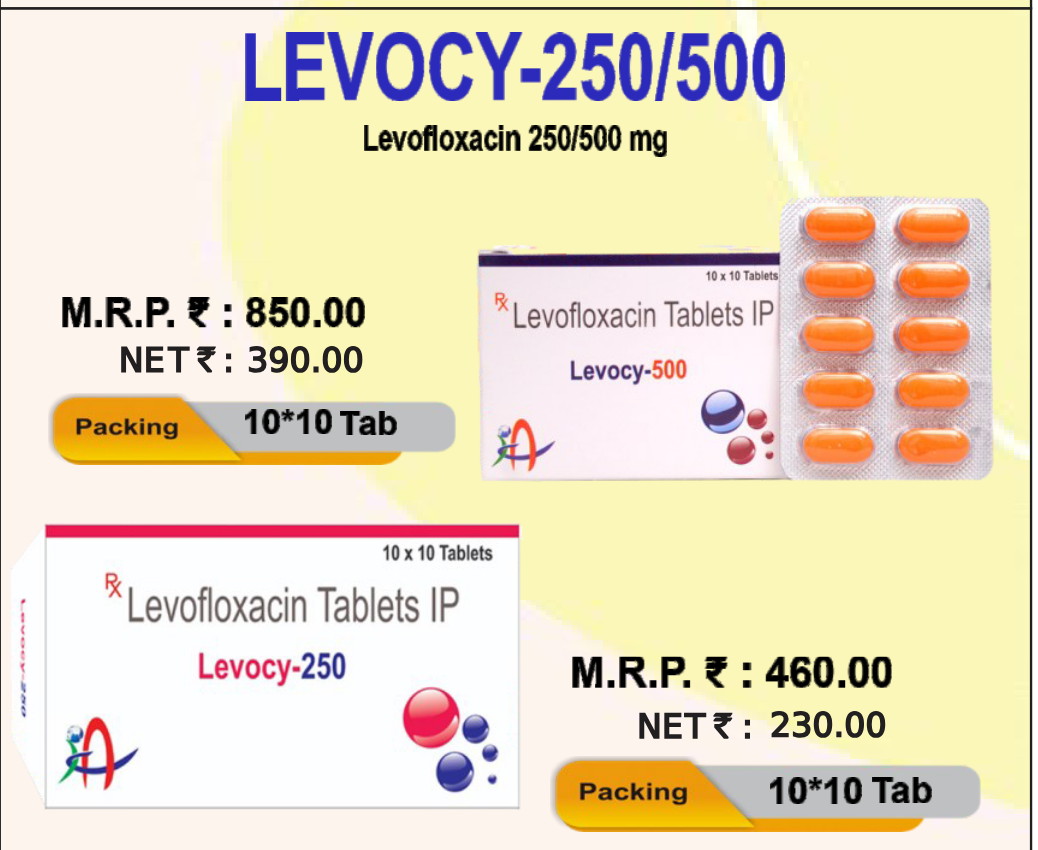 LEVOCY-250/500
Levofloxacin 250/500 mg
M.R.P. ₹ : 850.00
NET ₹ : 390.00
Packing 10*10 Tab
10 x 10 Tablets
Rx Levofloxacin Tablets IP
Levocy-500
10 x 10 Tablets
Rx Levofloxacin Tablets IP
Levocy-250
Levocy-250
M.R.P. ₹ : 460.00
NET ₹ : 230.00
Packing 10*10 Tab